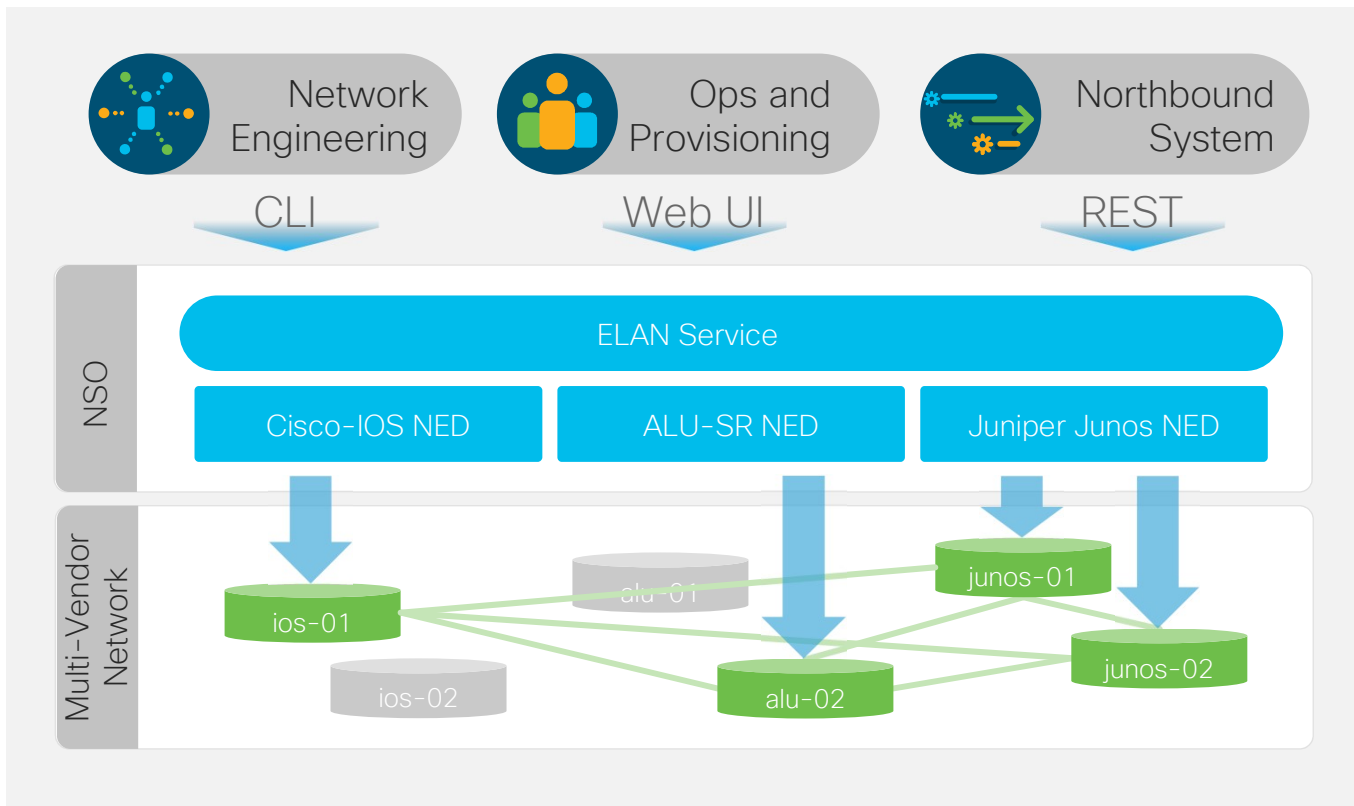 Network
Engineering
Ops and
Provisioning
Northbound
System
CLI
Web UI
REST
NSO
ELAN Service
Cisco-IOS NED
ALU-SR NED
Juniper Junos NED
Multi-Vendor
Network
ios-01
alu-01
junos-01
ios-02
alu-02
junos-02